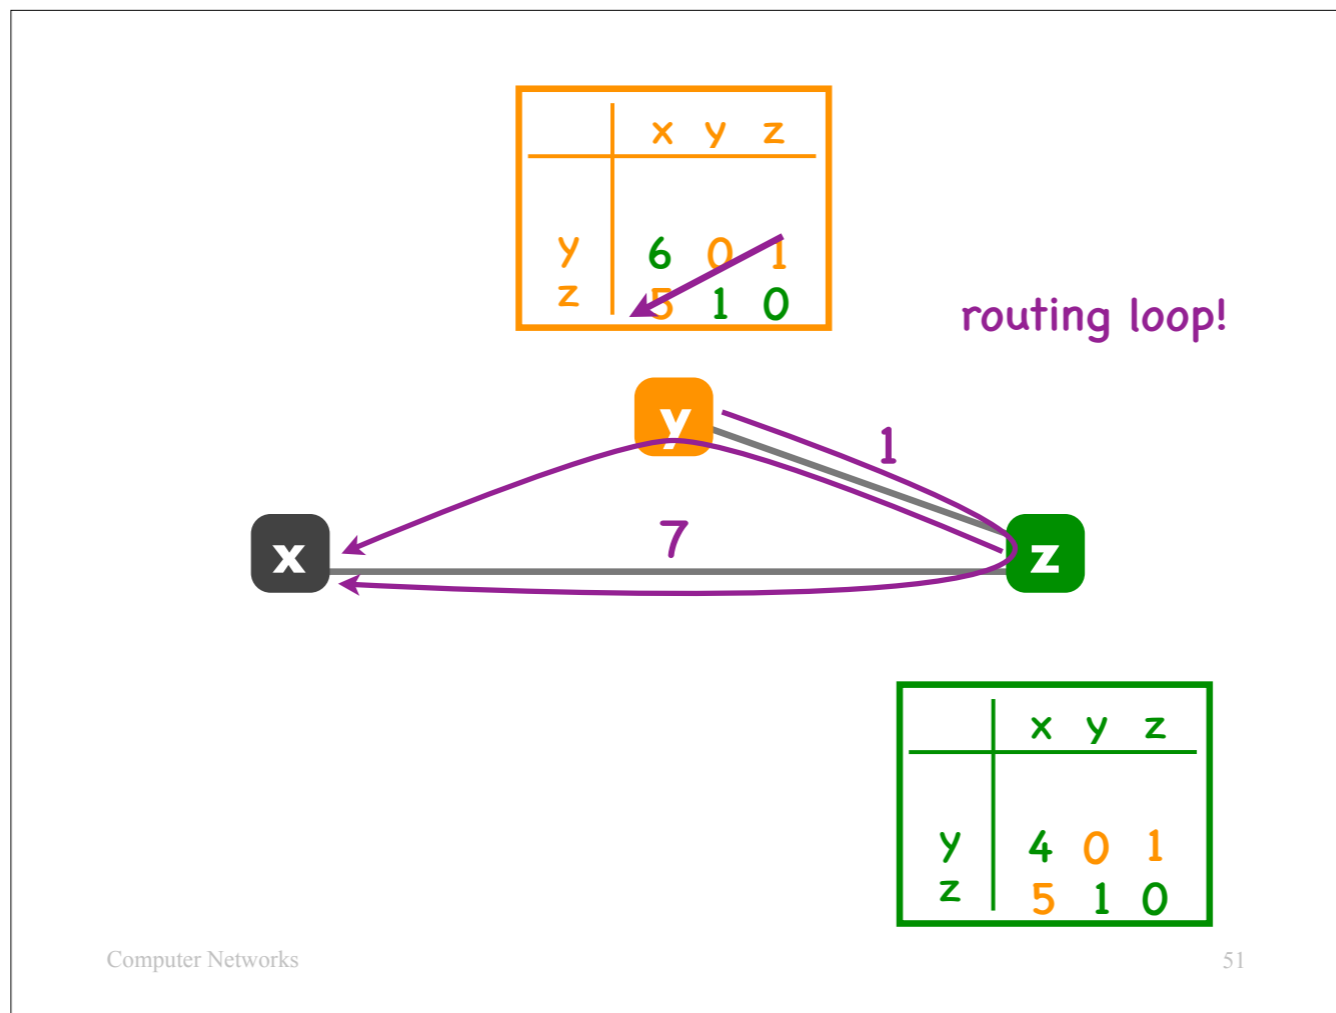 x y z
y 6 0 1
z 5 1 0
routing loop!
y
1
7
x
z
x y z
y 4 0 1
z 5 1 0
Computer Networks
51